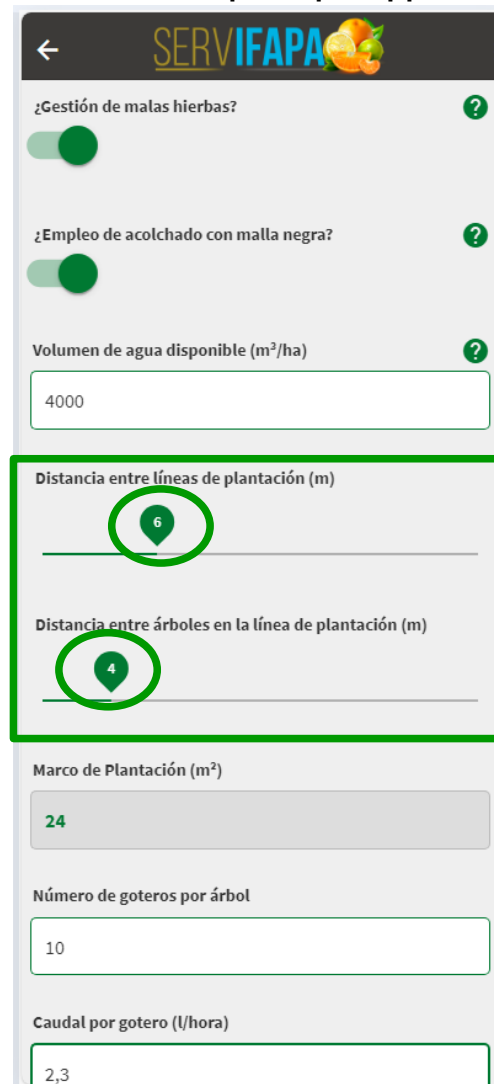 SERVIFAPA
¿Gestión de malas hierbas?
?
¿Empleo de acolchado con malla negra?
?
Volumen de agua disponible (m³/ha)
?
4000
Distancia entre líneas de plantación (m)
6
Distancia entre árboles en la línea de plantación (m)
4
Marco de Plantación (m²)
24
Número de goteros por árbol
10
Caudal por gotero (l/hora)
2,3